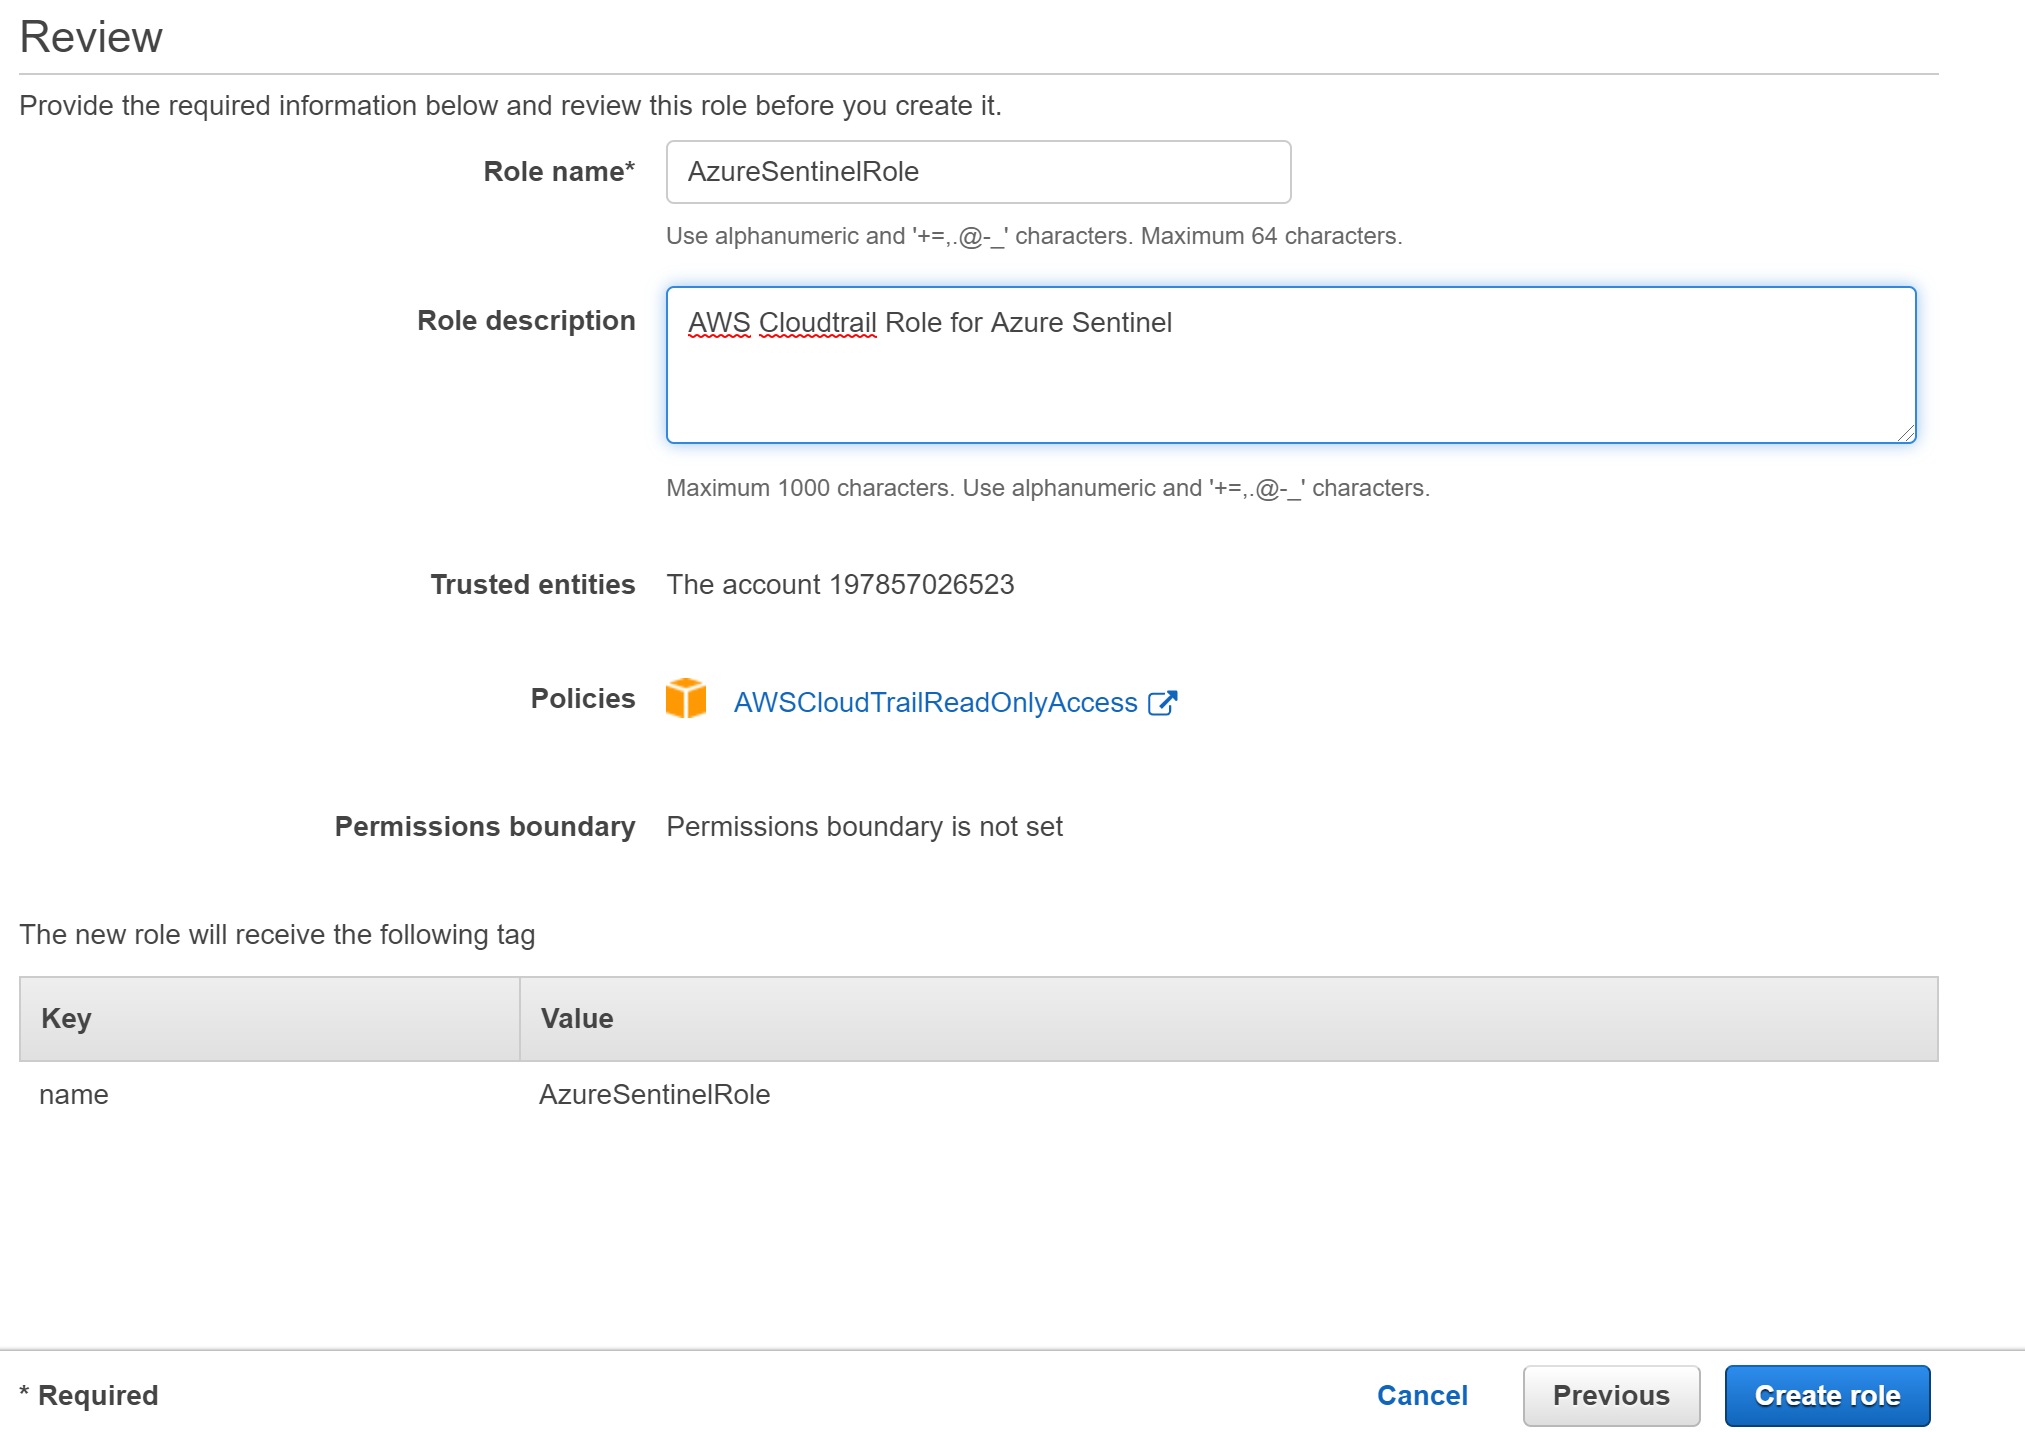 Review
Provide the required information below and review this role before you create it.
Role name* AzureSentinelRole
Use alphanumeric and '+=,.@-_' characters. Maximum 64 characters.
Role description AWS Cloudtrail Role for Azure Sentinel
Maximum 1000 characters. Use alphanumeric and '+=,.@-_' characters.
Trusted entities The account 197857026523
Policies AWSCloudTrailReadOnlyAccess
Permissions boundary Permissions boundary is not set
The new role will receive the following tag
Key Value
name AzureSentinelRole
* Required Cancel Previous Create role